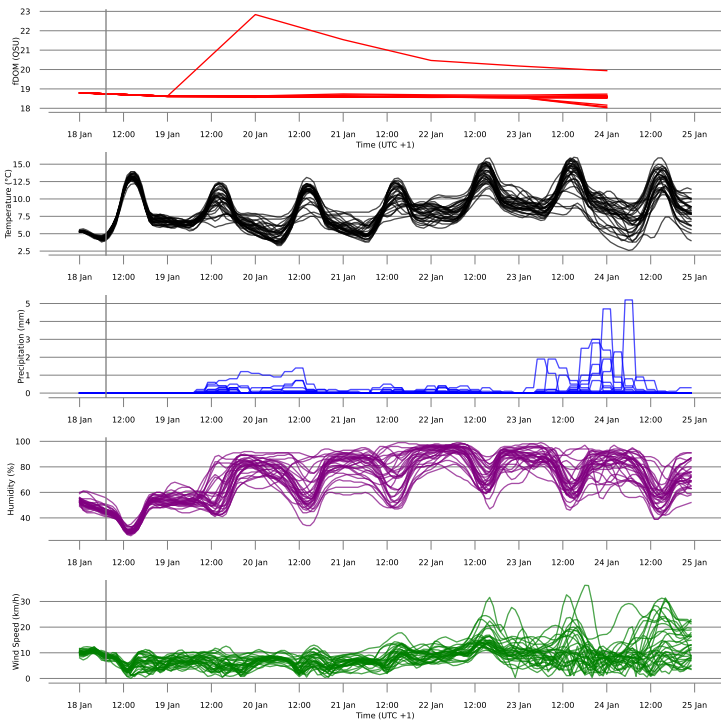 23
22
21
20
19
18
fDOM (QSU)
18 Jan 12:00 19 Jan 12:00 20 Jan 12:00 21 Jan 12:00 22 Jan 12:00 23 Jan 12:00 24 Jan 12:00 25 Jan
Time (UTC +1)
15.0
12.5
10.0
7.5
5.0
2.5
Temperature (°C)
18 Jan 12:00 19 Jan 12:00 20 Jan 12:00 21 Jan 12:00 22 Jan 12:00 23 Jan 12:00 24 Jan 12:00 25 Jan
5
4
3
2
1
0
Precipitation (mm)
18 Jan 12:00 19 Jan 12:00 20 Jan 12:00 21 Jan 12:00 22 Jan 12:00 23 Jan 12:00 24 Jan 12:00 25 Jan
100
80
60
40
Humidity (%)
18 Jan 12:00 19 Jan 12:00 20 Jan 12:00 21 Jan 12:00 22 Jan 12:00 23 Jan 12:00 24 Jan 12:00 25 Jan
30
20
10
0
Wind Speed (km/h)
18 Jan 12:00 19 Jan 12:00 20 Jan 12:00 21 Jan 12:00 22 Jan 12:00 23 Jan 12:00 24 Jan 12:00 25 Jan
Time (UTC +1)